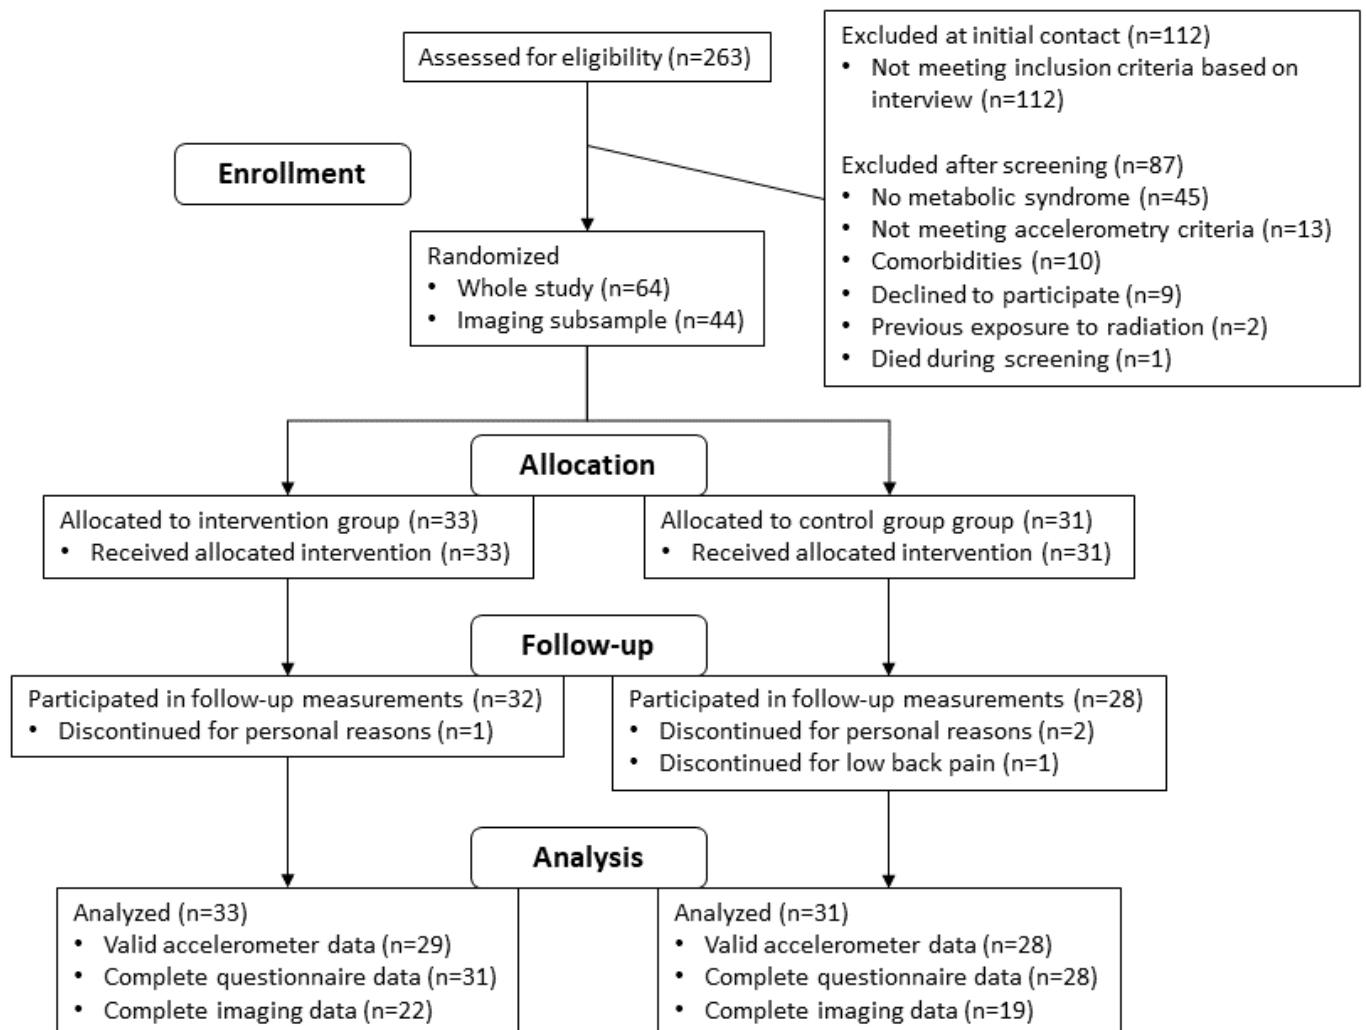 Assessed for eligibility (n=263)
Excluded at initial contact (n=112)
• Not meeting inclusion criteria based on
interview (n=112)
Excluded after screening (n=87)
• No metabolic syndrome (n=45)
• Not meeting accelerometry criteria (n=13)
• Comorbidities (n=10)
• Declined to participate (n=9)
• Previous exposure to radiation (n=2)
• Died during screening (n=1)
Enrollment
Randomized
• Whole study (n=64)
• Imaging subsample (n=44)
Allocation
Allocated to intervention group (n=33)
• Received allocated intervention (n=33)
Allocated to control group group (n=31)
• Received allocated intervention (n=31)
Follow-up
Participated in follow-up measurements (n=32)
• Discontinued for personal reasons (n=1)
Participated in follow-up measurements (n=28)
• Discontinued for personal reasons (n=2)
• Discontinued for low back pain (n=1)
Analysis
Analyzed (n=33)
• Valid accelerometer data (n=29)
• Complete questionnaire data (n=31)
• Complete imaging data (n=22)
Analyzed (n=31)
• Valid accelerometer data (n=28)
• Complete questionnaire data (n=28)
• Complete imaging data (n=19)